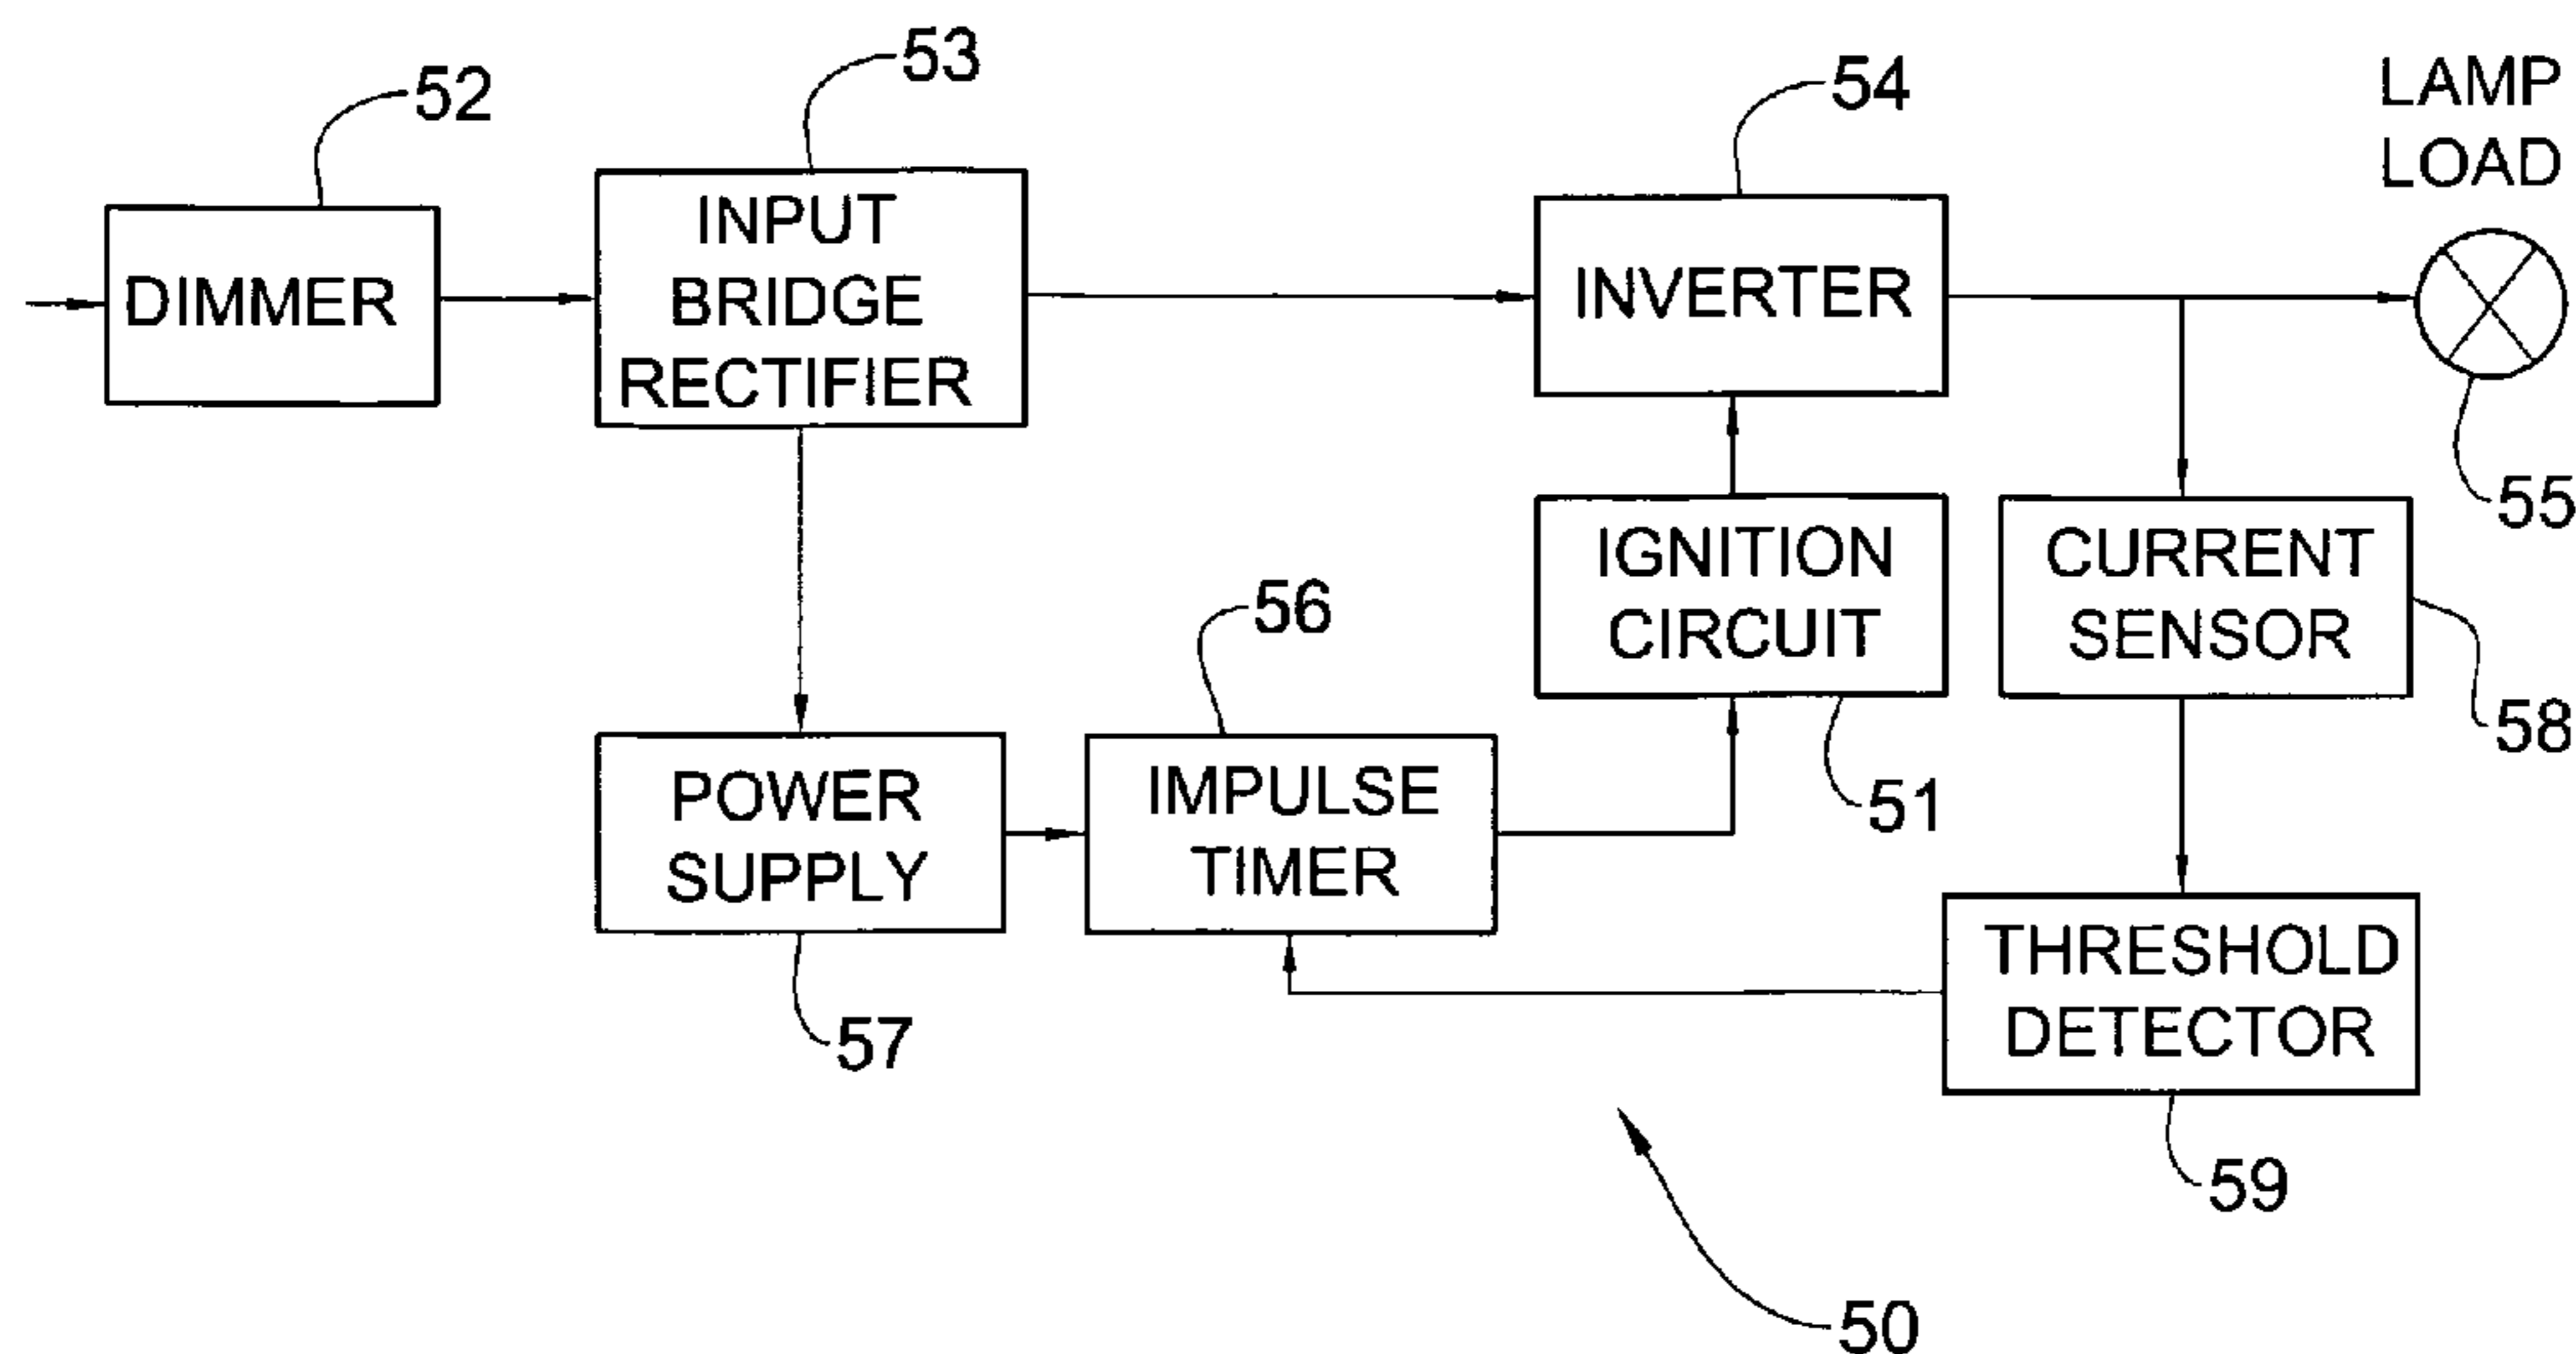 52
53
54
LAMP
LOAD
DIMMER
INPUT
BRIDGE
RECTIFIER
INVERTER
55
IGNITION
CIRCUIT
CURRENT
SENSOR
56
58
51
POWER
SUPPLY
IMPULSE
TIMER
57
THRESHOLD
DETECTOR
59
50